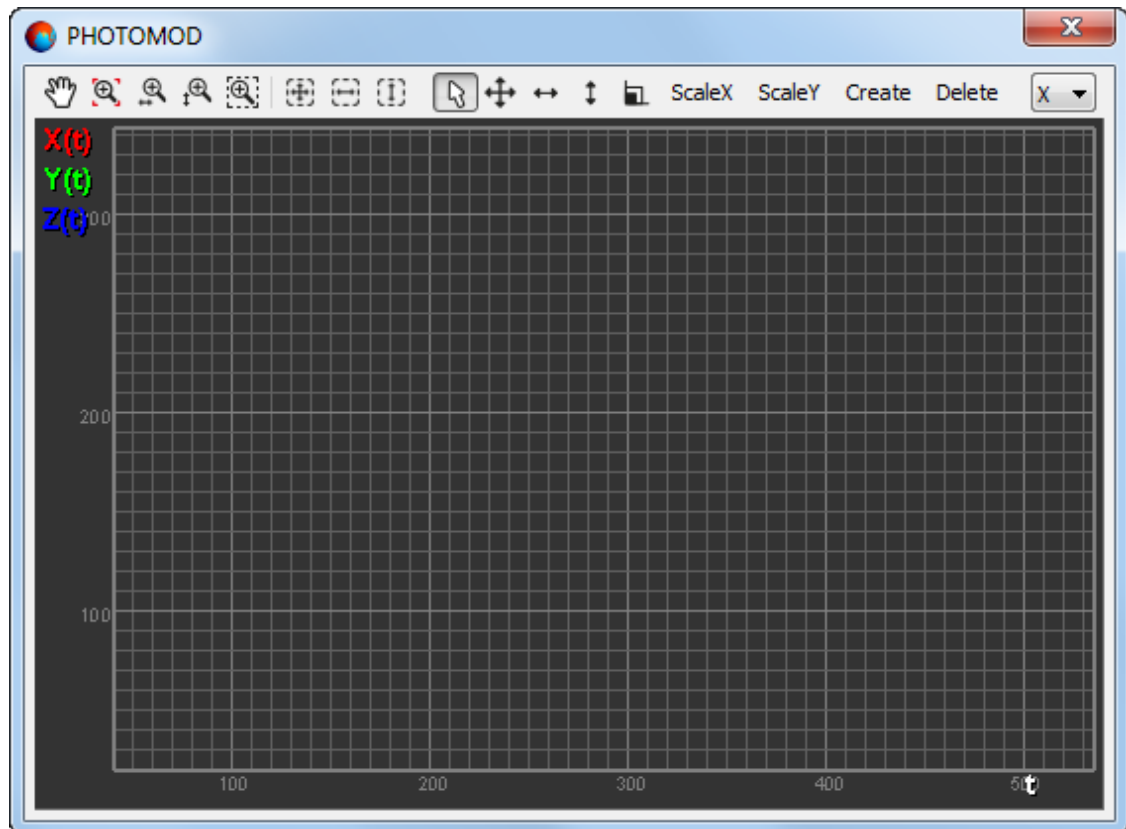 PHOTOMOD
ScaleX ScaleY Create Delete X
X(t)
Y(t)
Z(t)
200
100
100 200 300 400
t